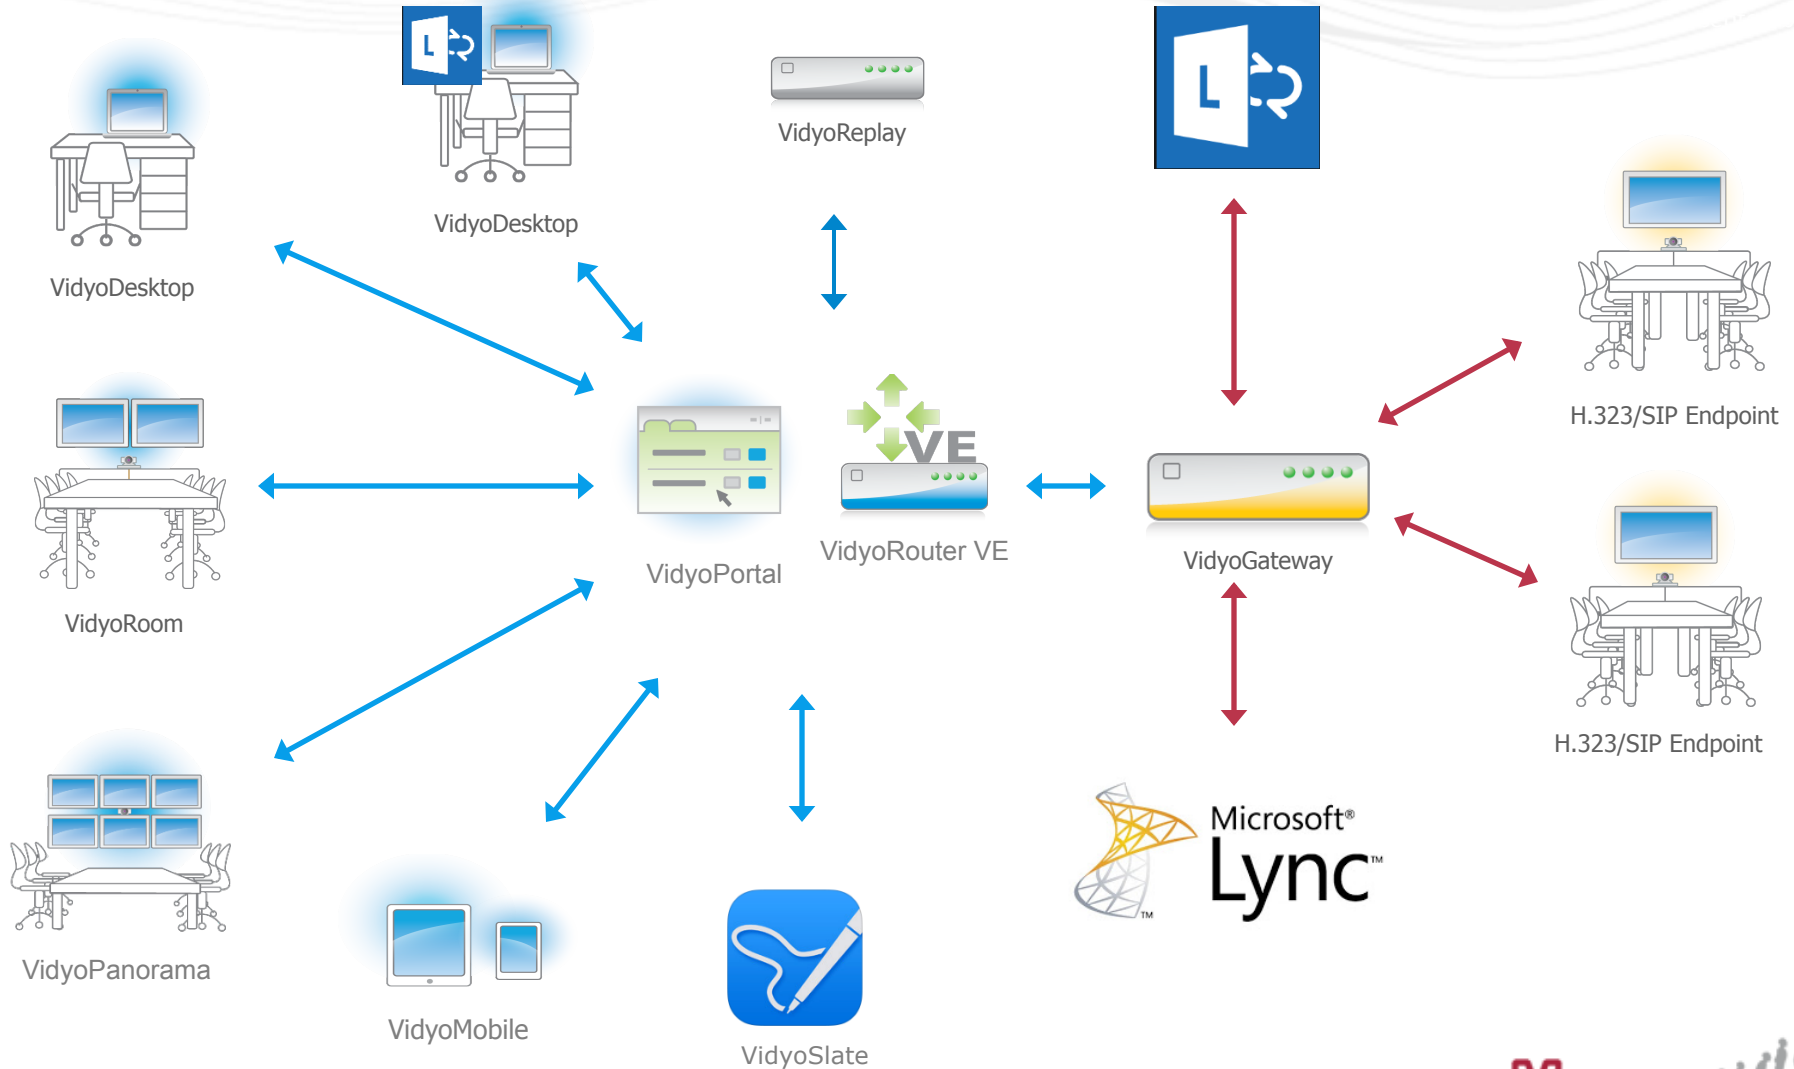 L
L
VidyoReplay
VidyoDesktop
VidyoDesktop
H.323/SIP Endpoint
VE
VidyoRouter VE
VidyoGateway
VidyoPortal
VidyoRoom
H.323/SIP Endpoint
Microsoft®
Lync™
TM
VidyoPanorama
VidyoMobile
VidyoSlate